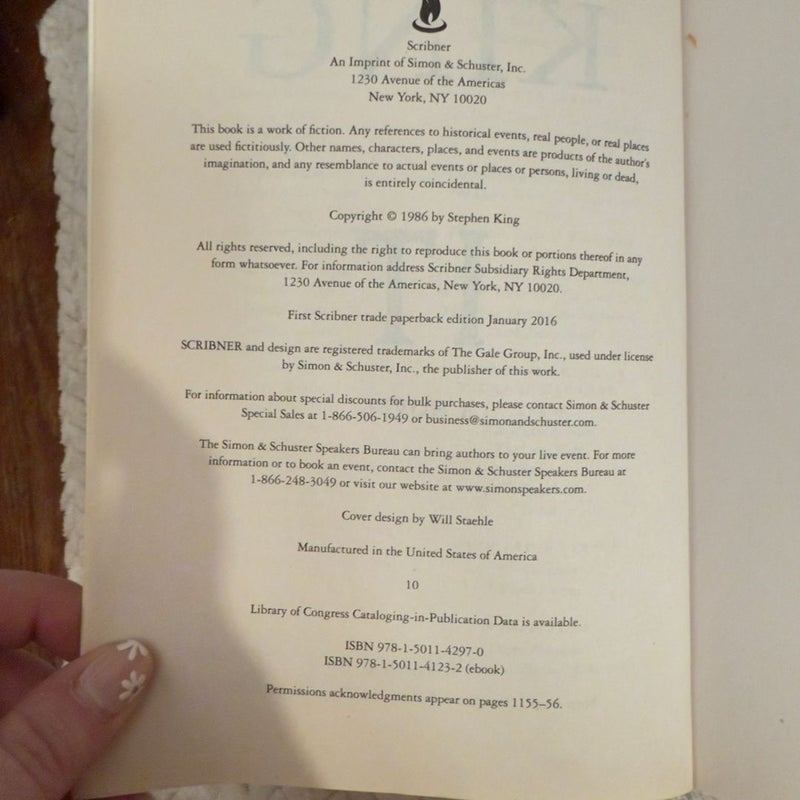 Scribner
An Imprint of Simon & Schuster, Inc.
1230 Avenue of the Americas
New York, NY 10020
This book is a work of fiction. Any references to historical events, real people, or real places
are used fictitiously. Other names, characters, places, and events are products of the author's
imagination, and any resemblance to actual events or places or persons, living or dead,
is entirely coincidental.
Copyright © 1986 by Stephen King
All rights reserved, including the right to reproduce this book or portions thereof in any
form whatsoever. For information address Scribner Subsidiary Rights Department,
1230 Avenue of the Americas, New York, NY 10020.
First Scribner trade paperback edition January 2016
SCRIBNER and design are registered trademarks of The Gale Group, Inc., used under license
by Simon & Schuster, Inc., the publisher of this work.
For information about special discounts for bulk purchases, please contact Simon & Schuster
Special Sales at 1-866-506-1949 or business@simonandschuster.com.
The Simon & Schuster Speakers Bureau can bring authors to your live event. For more
information or to book an event, contact the Simon & Schuster Speakers Bureau at
1-866-248-3049 or visit our website at www.simonspeakers.com.
Cover design by Will Staehle
Manufactured in the United States of America
10
Library of Congress Cataloging-in-Publication Data is available.
ISBN 978-1-5011-4297-0
ISBN 978-1-5011-4123-2 (ebook)
Permissions acknowledgments appear on pages 1155–56.